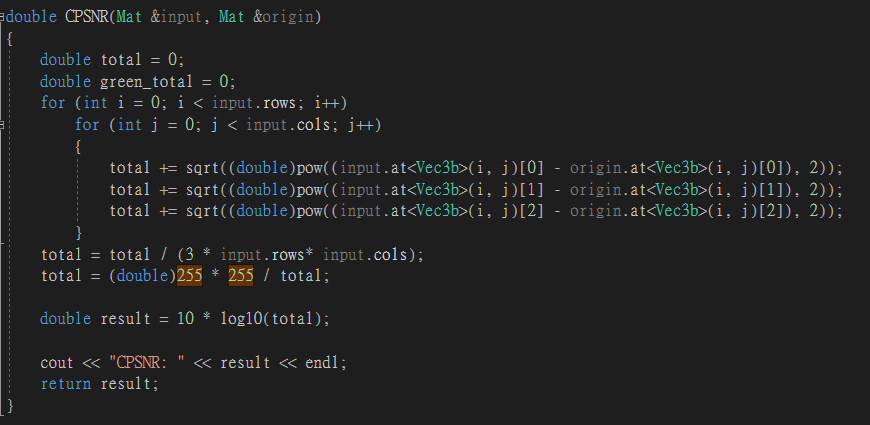 double CPSNR(Mat &input, Mat &origin)
{
    double total = 0;
    double green_total = 0;
    for (int i = 0; i < input.rows; i++)
        for (int j = 0; j < input.cols; j++)
        {
            total += sqrt((double)pow((input.at<Vec3b>(i, j)[0] - origin.at<Vec3b>(i, j)[0]), 2));
            total += sqrt((double)pow((input.at<Vec3b>(i, j)[1] - origin.at<Vec3b>(i, j)[1]), 2));
            total += sqrt((double)pow((input.at<Vec3b>(i, j)[2] - origin.at<Vec3b>(i, j)[2]), 2));
        }
    total = total / (3 * input.rows* input.cols);
    total = (double)255 * 255 / total;

    double result = 10 * log10(total);

    cout << "CPSNR: " << result << endl;
    return result;
}